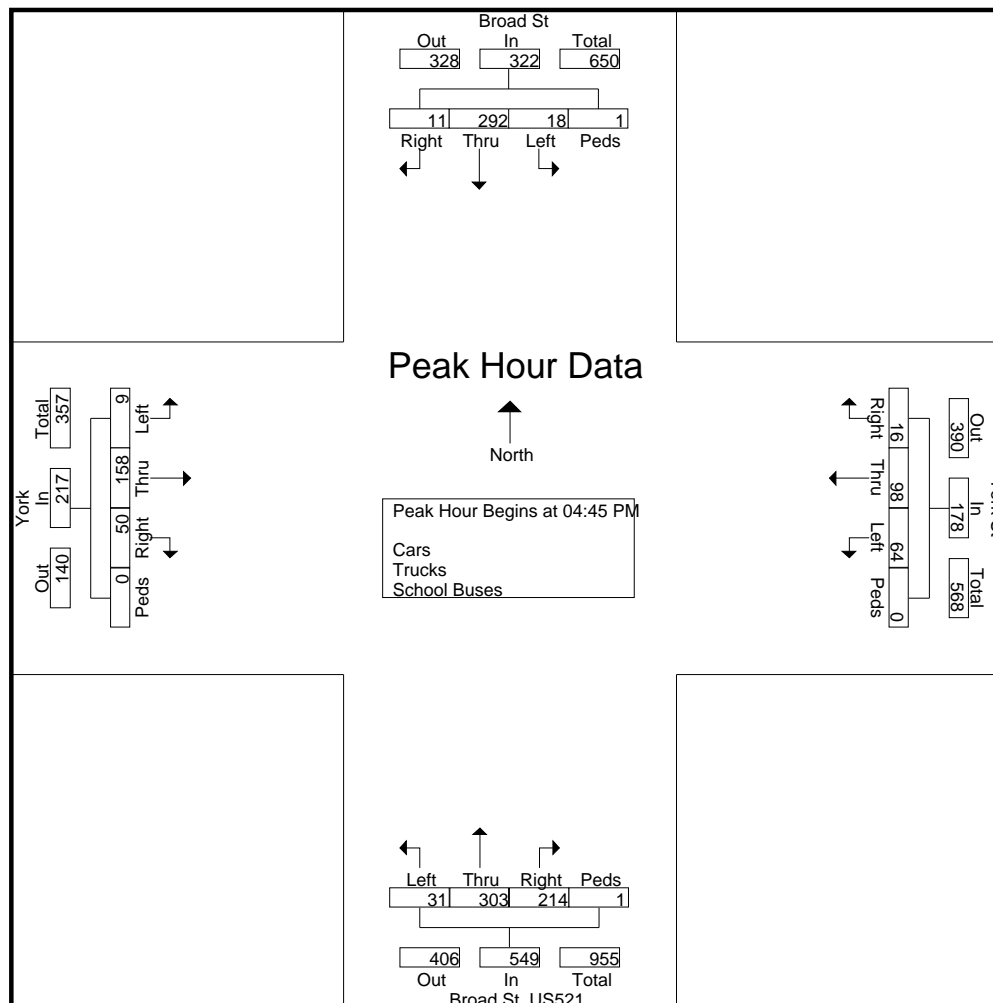 Broad St
Out In Total
328 322 650
11 292 18 1
Right Thru Left Peds
Peak Hour Data
North
Peak Hour Begins at 04:45 PM
Cars
Trucks
School Buses
York
Out In Total
140 217 357
Left Thru Right Peds
9 158 50 0
Right Thru Left Peds
16 98 64 0
Out In Total
390 178 568
Left Thru Right Peds
31 303 214 1
406 549 955
Out In Total
Broad St US521